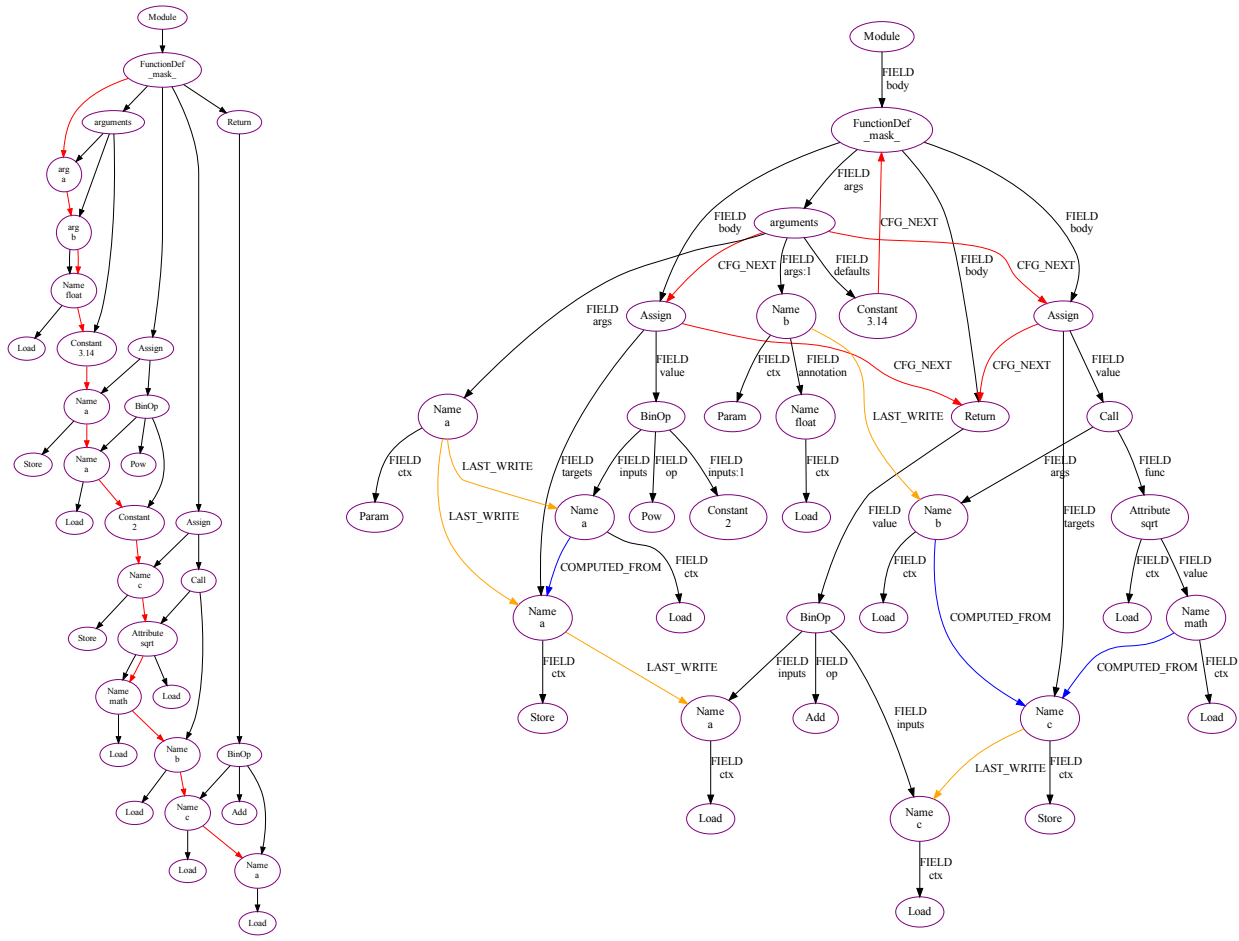 Module
FunctionDef
_mask_
arguments
Return
arg
a
arg
b
Name
float
Load
Constant
3.14
Assign
Name
a
BinOp
Store
Name
a
Pow
Load
Constant
2
Assign
Name
c
Call
Store
Attribute
sqrt
Name
math
Load
Load
Name
b
BinOp
Load
Name
c
Add
Load
Name
a
Load
Module
FIELD
body
FunctionDef
_mask_
FIELD
args
FIELD
body
arguments
CFG_NEXT
FIELD
body
FIELD
body
CFG_NEXT
FIELD
args:1
FIELD
defaults
CFG_NEXT
FIELD
args
Assign
Name
b
Constant
3.14
Assign
FIELD
value
FIELD
ctx
FIELD
annotation
CFG_NEXT
CFG_NEXT
FIELD
value
Name
a
BinOp
Param
Name
float
LAST_WRITE
Return
Call
FIELD
ctx
LAST_WRITE
FIELD
targets
FIELD
inputs
FIELD
op
FIELD
inputs:1
FIELD
ctx
FIELD
args
FIELD
func
Param
LAST_WRITE
Name
a
Pow
Constant
2
Load
FIELD
value
Name
b
FIELD
targets
Attribute
sqrt
COMPUTED_FROM
FIELD
ctx
FIELD
ctx
FIELD
ctx
FIELD
value
Name
a
Load
BinOp
Load
COMPUTED_FROM
Load
Name
math
FIELD
ctx
LAST_WRITE
FIELD
inputs
FIELD
op
COMPUTED_FROM
FIELD
ctx
Store
Name
a
Add
FIELD
inputs
Name
c
Load
FIELD
ctx
LAST_WRITE
FIELD
ctx
Load
Name
c
Store
FIELD
ctx
Load